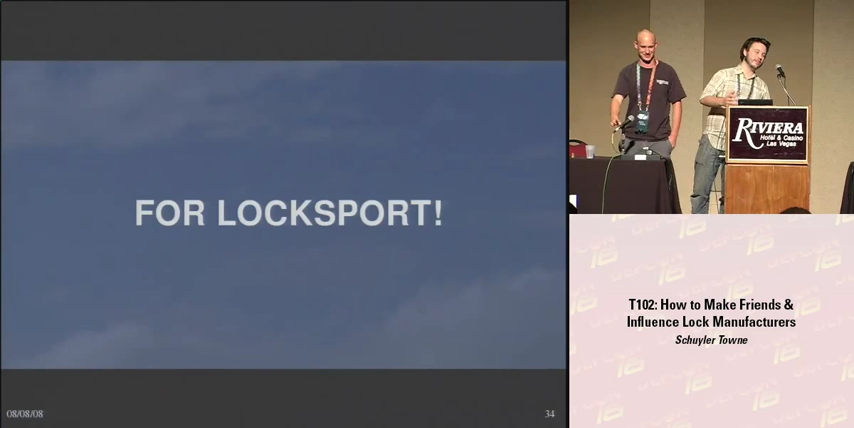 FOR LOCKSPORT!
08/08/08
34
RIVIERA
Hotel & Casino
Las Vegas
T102: How to Make Friends &
Influence Lock Manufacturers
Schuyler Towne